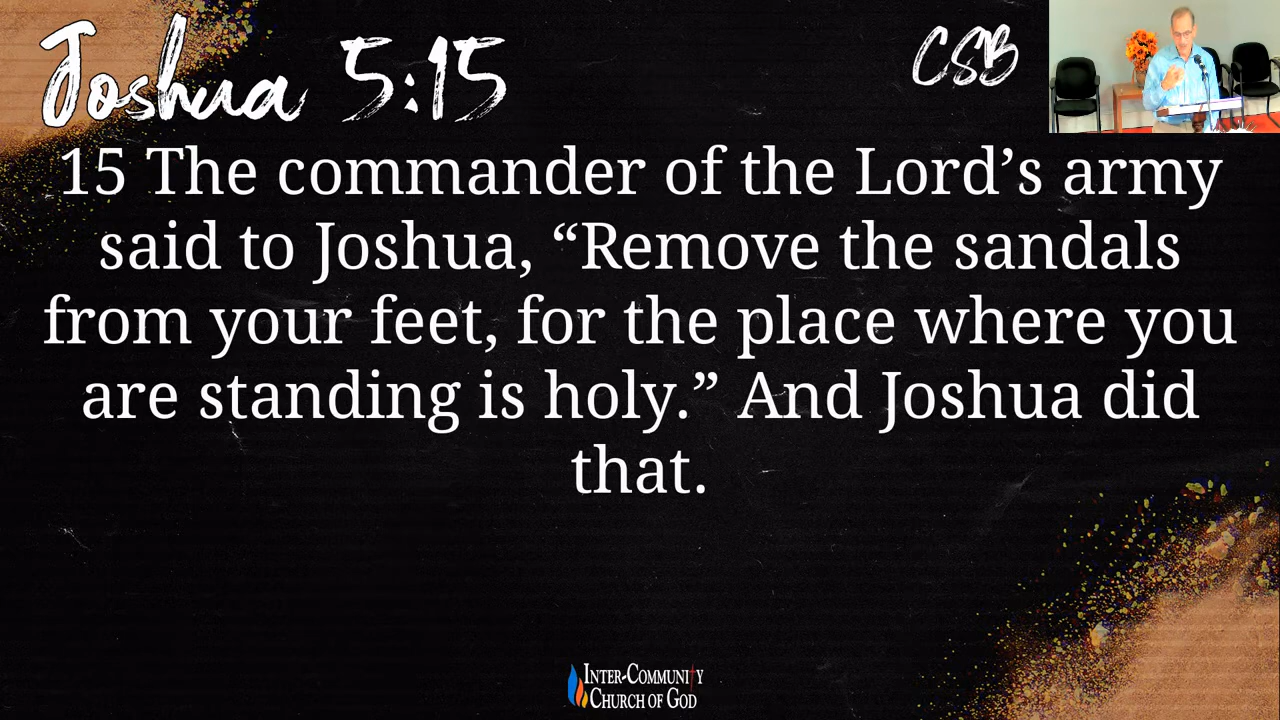 Joshua 5:15
CSB
15 The commander of the Lord’s army
said to Joshua, “Remove the sandals
from your feet, for the place where you
are standing is holy.” And Joshua did
that.
Inter-Community
Church of God